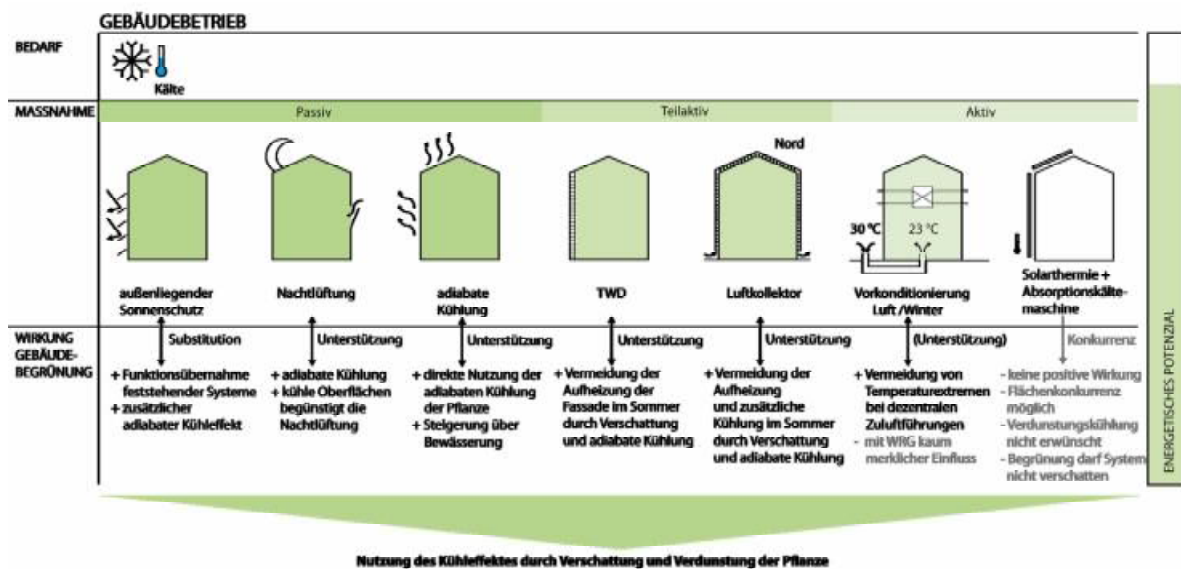 GEBÄUDEBETRIEB
BEDARF
Kälte
MASSNAHME
Passiv
Teilaktiv
Aktiv
Nord
30 °C
23 °C
außenliegender
Sonnenschutz
Nachtlüftung
adiabate
Kühlung
TWD
Luftkollektor
Vorkonditionierung
Luft /Winter
Solarthermie +
Absorptionskälte-
maschine
WIRKUNG
GEBÄUDE-
BEGRÜNUNG
Substitution
+ Funktionsübernahme
feststehender Systeme
+ zusätzlicher
adiabater Kühleffekt
Unterstützung
+ adiabate Kühlung
+ kühle Oberflächen
begünstigt die
Nachtlüftung
Unterstützung
+ direkte Nutzung der
adiabaten Kühlung
der Pflanze
+ Steigerung über
Bewässerung
Unterstützung
+ Vermeidung der
Aufheizung der
Fassade im Sommer
durch Verschattung
und adiabate Kühlung
Unterstützung
+ Vermeidung der
Aufheizung
und zusätzliche
Kühlung im Sommer
durch Verschattung
und adiabate Kühlung
(Unterstützung)
+ Vermeidung von
Temperaturextremen
bei dezentralen
Zuluftführungen
- mit WRG kaum
merklicher Einfluss
Konkurrenz
- keine positive Wirkung
- Flächenkonkurrenz
möglich
- Verdunstungskühlung
nicht erwünscht
- Begrünung darf System
nicht verschatten
ENERGETISCHES POTENZIAL
Nutzung des Kühleffektes durch Verschattung und Verdunstung der Pflanze